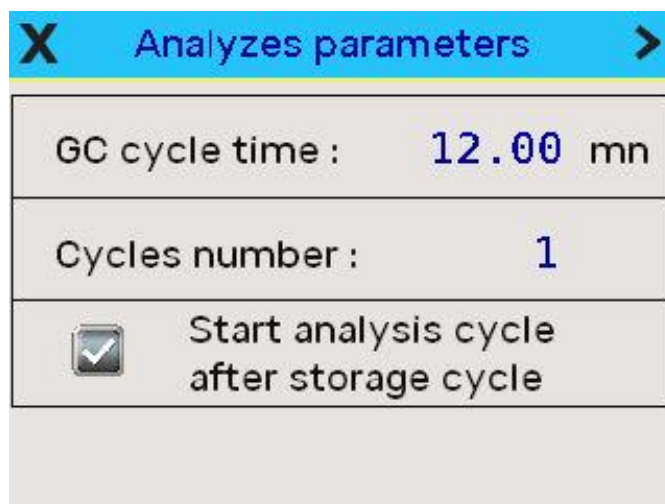 X Analyzes parameters >
GC cycle time : 12.00 mn
Cycles number : 1
Start analysis cycle
after storage cycle